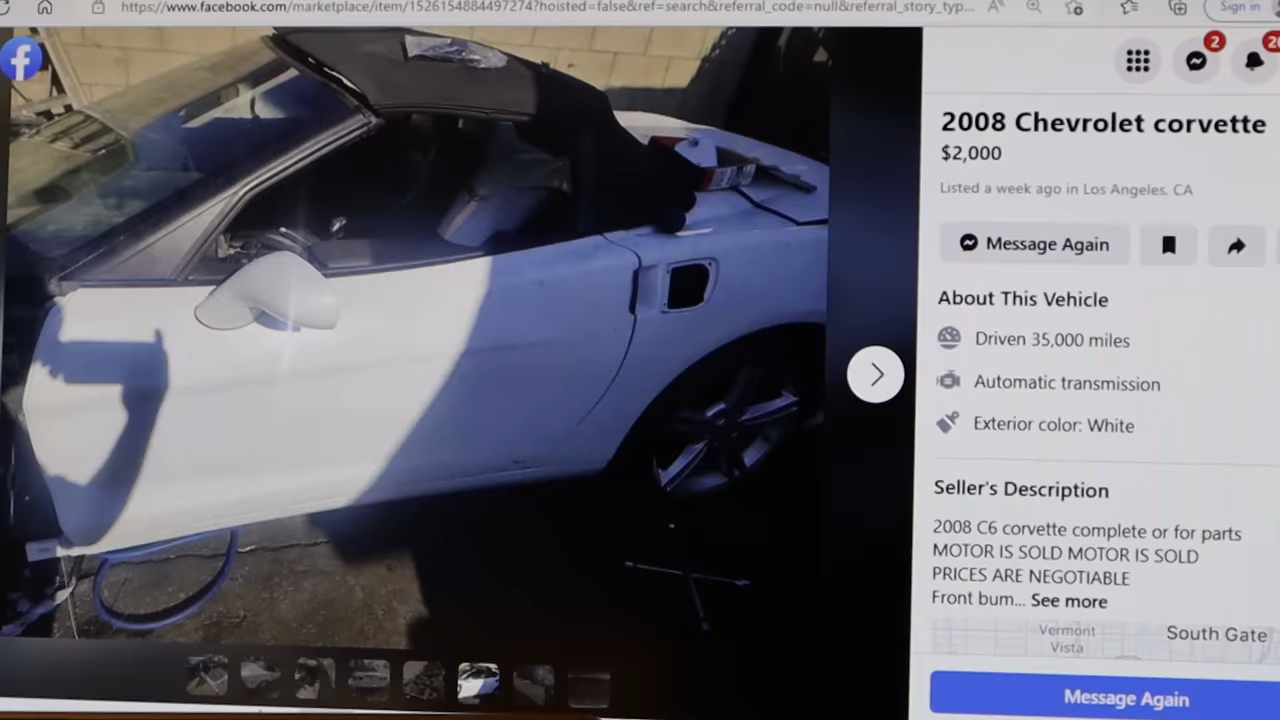 https://www.facebook.com/marketplace/item/1526154884497274?hoisted=false&ref=search&referral_code=null&referral_story_typ...
Sign in
2
2008 Chevrolet corvette
$2,000
Listed a week ago in Los Angeles, CA
Message Again
About This Vehicle
Driven 35,000 miles
Automatic transmission
Exterior color: White
Seller's Description
2008 C6 corvette complete or for parts
MOTOR IS SOLD MOTOR IS SOLD
PRICES ARE NEGOTIABLE
Front bum... See more
Vermont
Vista
South Gate
Message Again